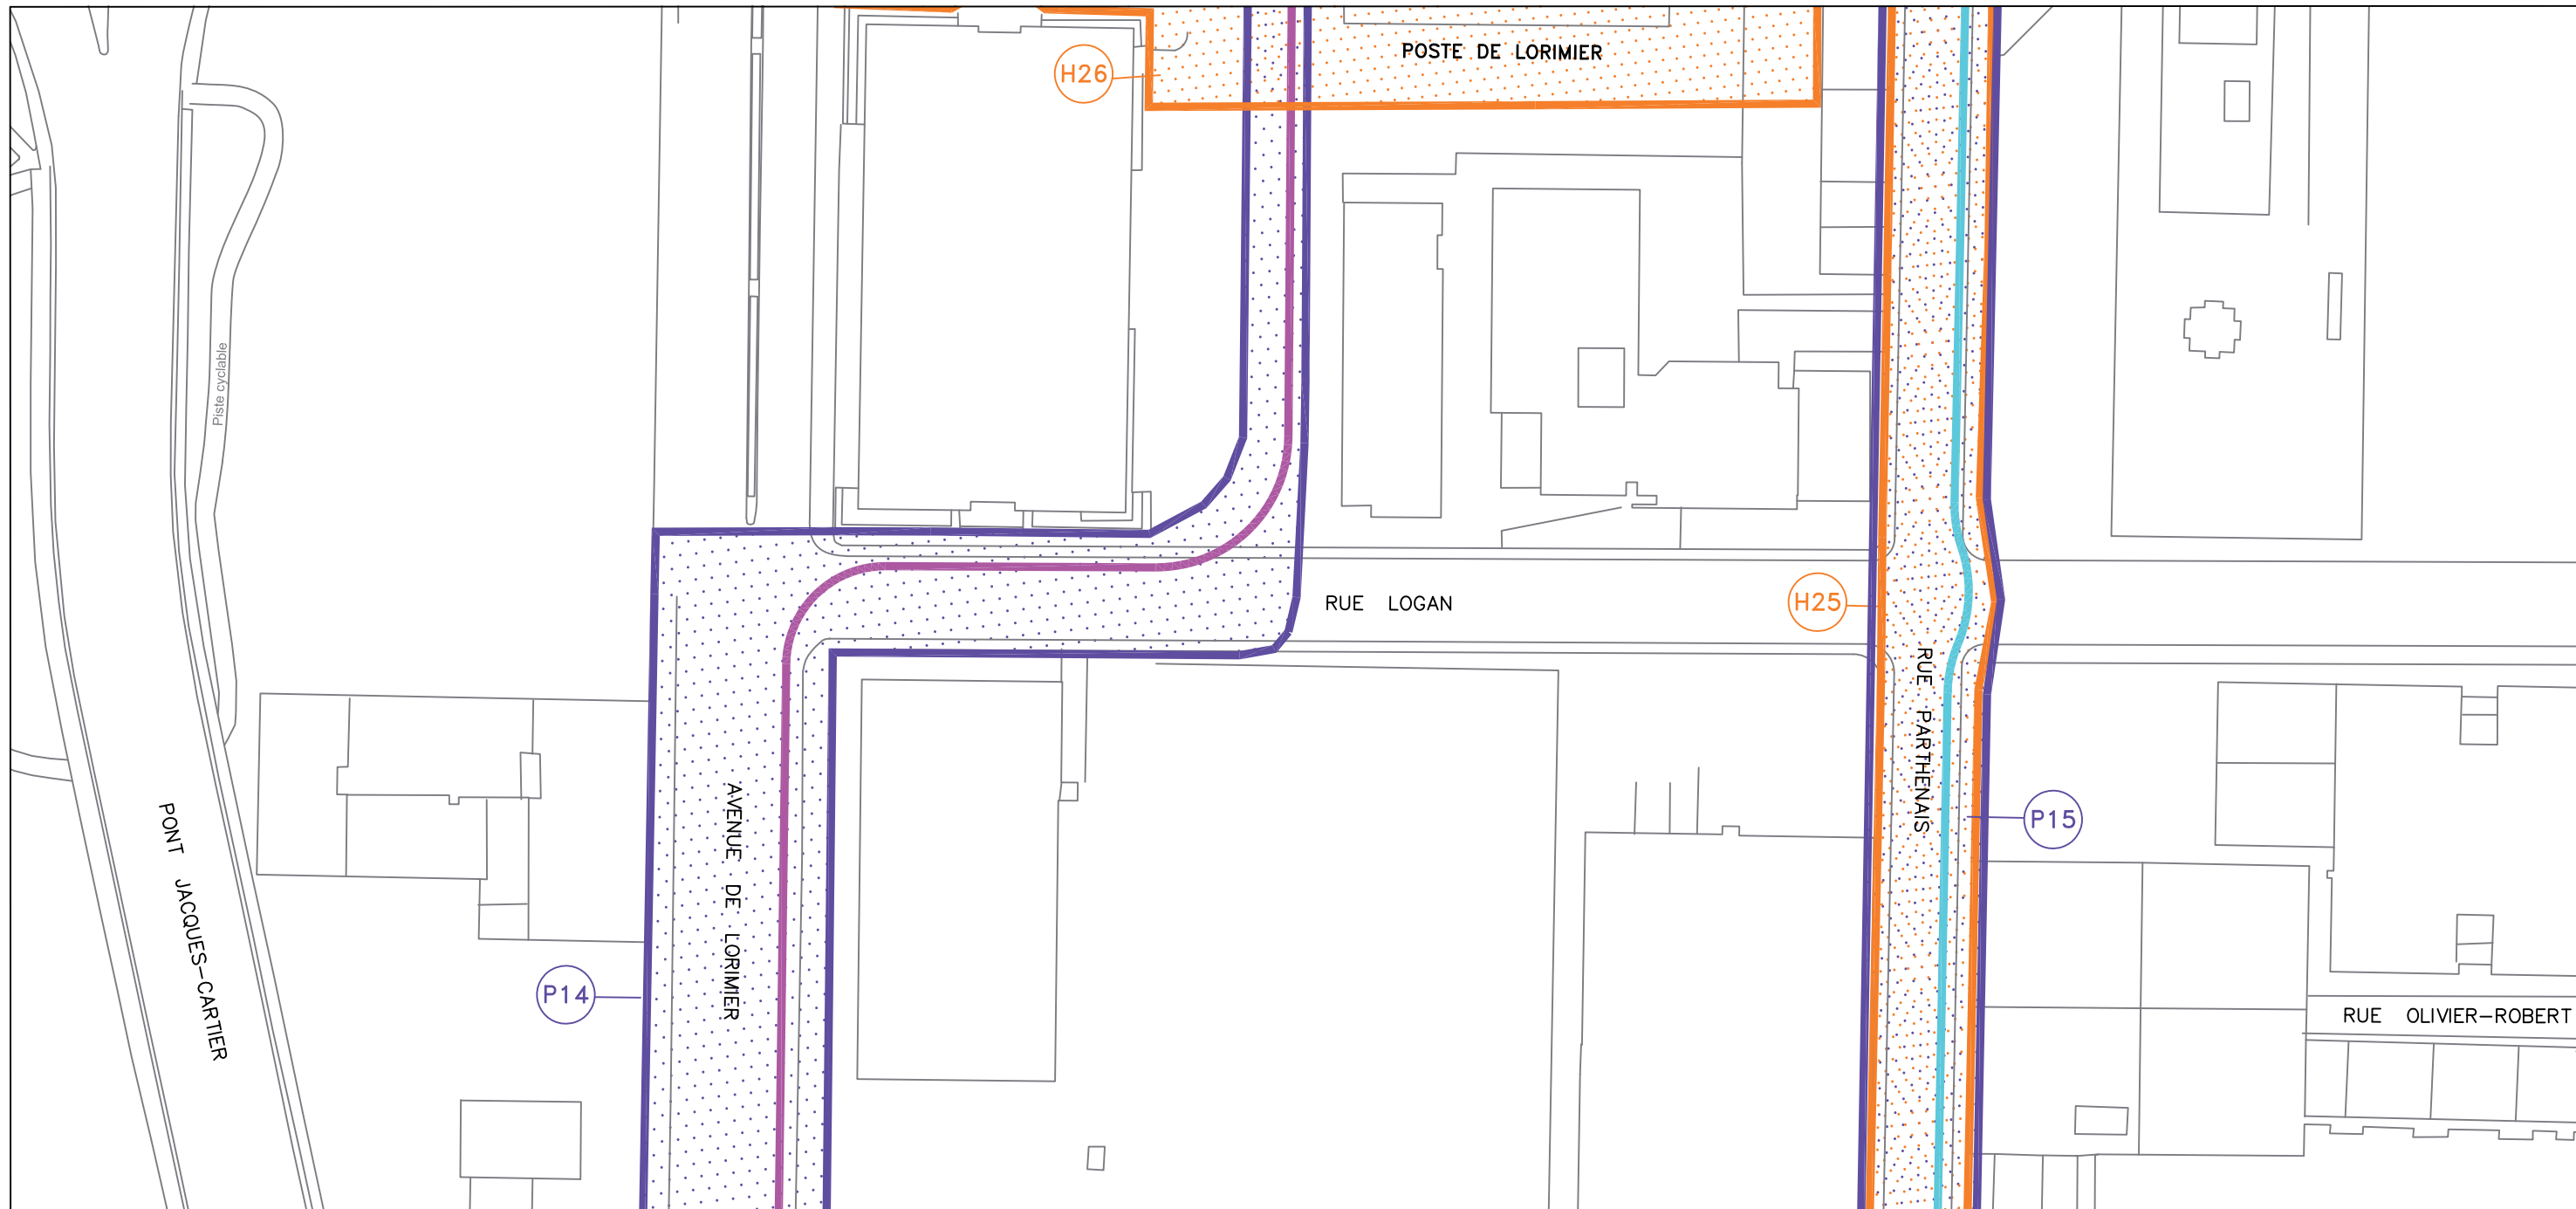 POSTE DE LORIMIER
H26
Piste cyclable
RUE LOGAN
H25
RUE PARTHENAIS
P15
AVENUE DE LORIMIER
PONT JACQUES-CARTIER
P14
RUE OLIVIER-ROBERT